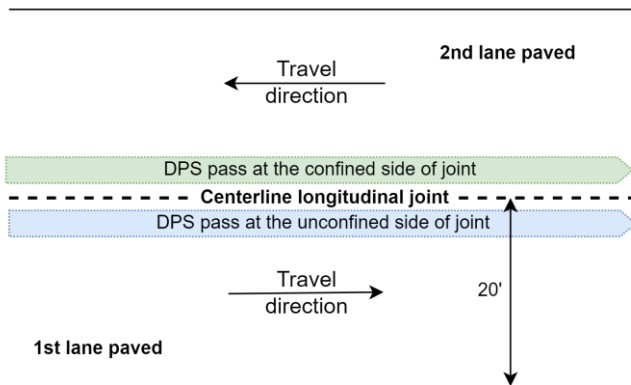 2nd lane paved
Travel
direction
DPS pass at the confined side of joint
Centerline longitudinal joint
DPS pass at the unconfined side of joint
Travel
direction
20'
1st lane paved